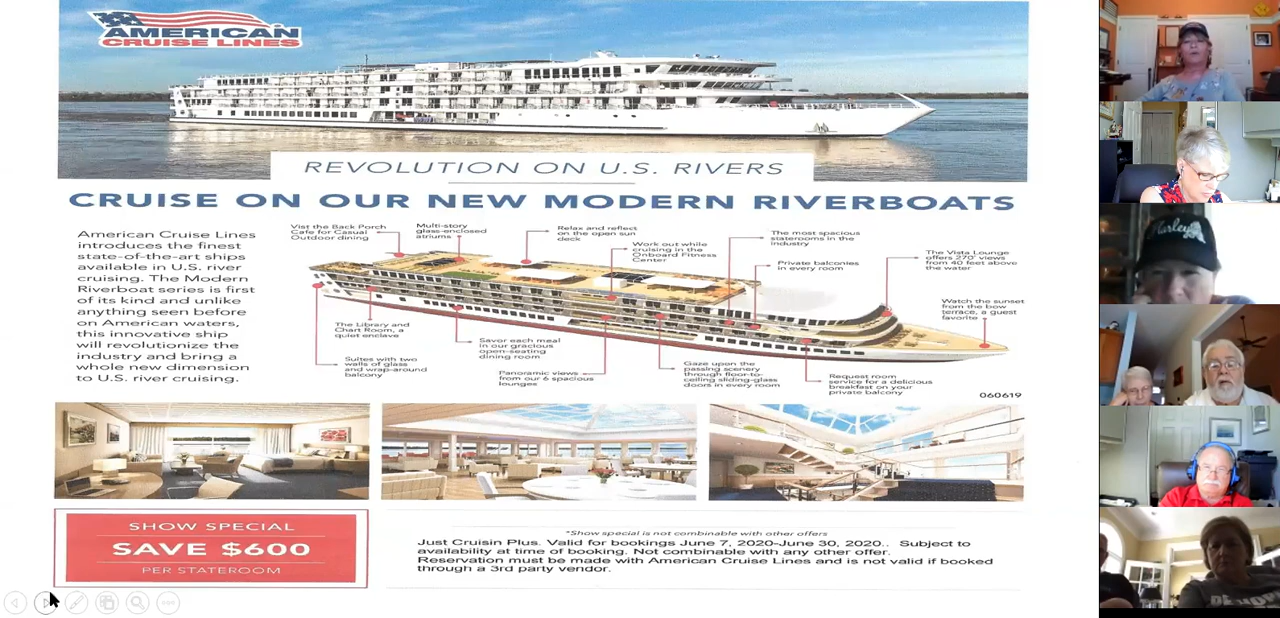 AMERICAN
CRUISE LINES
REVOLUTION ON U.S. RIVERS
CRUISE ON OUR NEW MODERN RIVERBOATS
American Cruise Lines
introduces the finest
state-of-the-art ships
available in U.S. river
cruising. The Modern
Riverboat series is first
of its kind and unlike
anything seen before
on American waters,
this innovative ship
will revolutionize the
industry and bring a
whole new dimension
to U.S. river cruising.
Vist the Back Porch
Cafe for Casual
Outdoor dining
Multi-story
glass-enclosed
atriums
Relax and reflect
on the open sun
deck
Work out while
cruising in the
Onboard Fitness
Center
The most spacious
staterooms in the
industry
Private balconies
in every room
The Vista Lounge
offers 270° views
from 40 feet above
the water
Watch the sunset
from the bow
terrace, a guest
favorite
The Library and
Chart Room, a
quiet enclave
Suites with two
walls of glass
and wrap-around
balcony
Savor each meal
in our gracious
open-seating
dining room
Panoramic views
from our 6 spacious
lounges
Gaze upon the
passing scenery
through floor-to-
ceiling sliding-glass
doors in every room
Request room
service for a delicious
breakfast on your
private balcony
060619
SHOW SPECIAL
SAVE $600
PER STATEROOM
*Show special is not combinable with other offers
Just Cruisin Plus. Valid for bookings June 7, 2020-June 30, 2020.. Subject to
availability at time of booking. Not combinable with any other offer.
Reservation must be made with American Cruise Lines and is not valid if booked
through a 3rd party vendor.
Harley